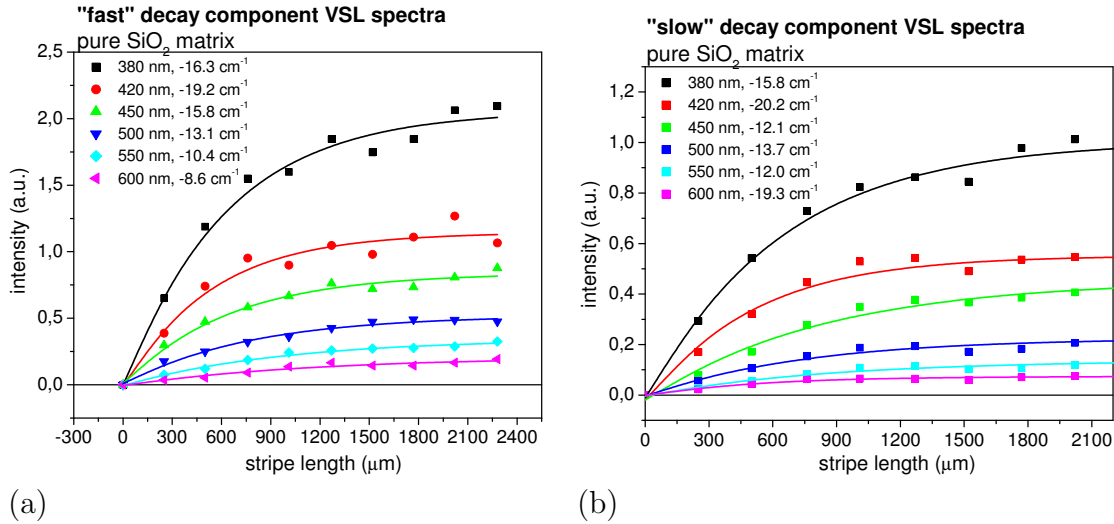 "fast" decay component VSL spectra
pure SiO₂ matrix
2,5
380 nm, -16.3 cm⁻¹
420 nm, -19.2 cm⁻¹
450 nm, -15.8 cm⁻¹
500 nm, -13.1 cm⁻¹
550 nm, -10.4 cm⁻¹
600 nm, -8.6 cm⁻¹
2,0
1,5
1,0
0,5
0,0
intensity (a.u.)
-300 0 300 600 900 1200 1500 1800 2100 2400
stripe length (μm)
(a)
"slow" decay component VSL spectra
pure SiO₂ matrix
380 nm, -15.8 cm⁻¹
420 nm, -20.2 cm⁻¹
450 nm, -12.1 cm⁻¹
500 nm, -13.7 cm⁻¹
550 nm, -12.0 cm⁻¹
600 nm, -19.3 cm⁻¹
1,2
1,0
0,8
0,6
0,4
0,2
0,0
intensity (a.u.)
0 300 600 900 1200 1500 1800 2100
stripe length (μm)
(b)